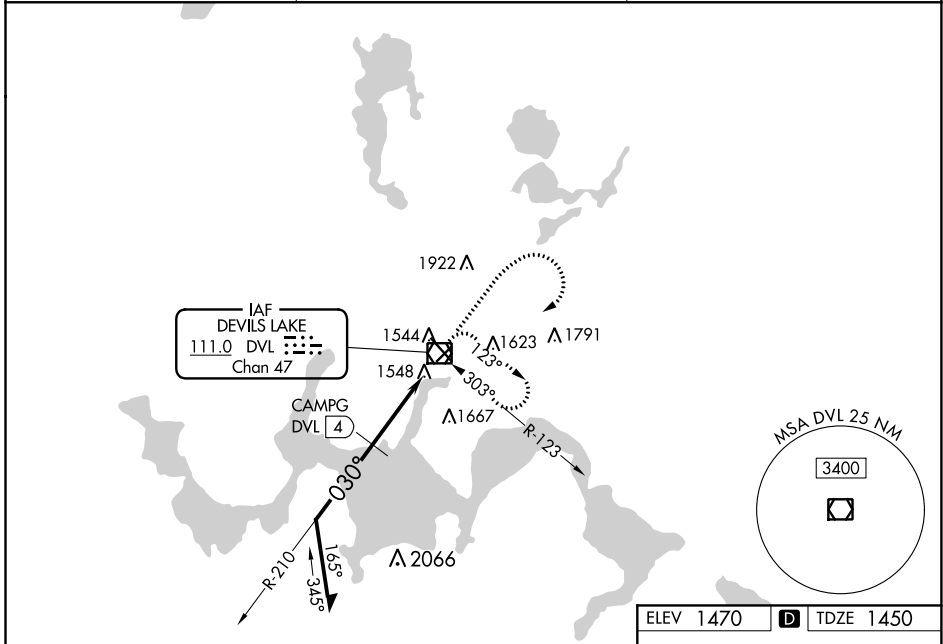 1922
IAF
DEVILS LAKE
111.0 DVL
Chan 47
1544
1623
1791
123°
1548
303°
CAMPG
DVL 4
1667
R-123
MSA DVL 25 NM
3400
030°
R-210
165°
345°
2066
ELEV 1470 D TDZE 1450